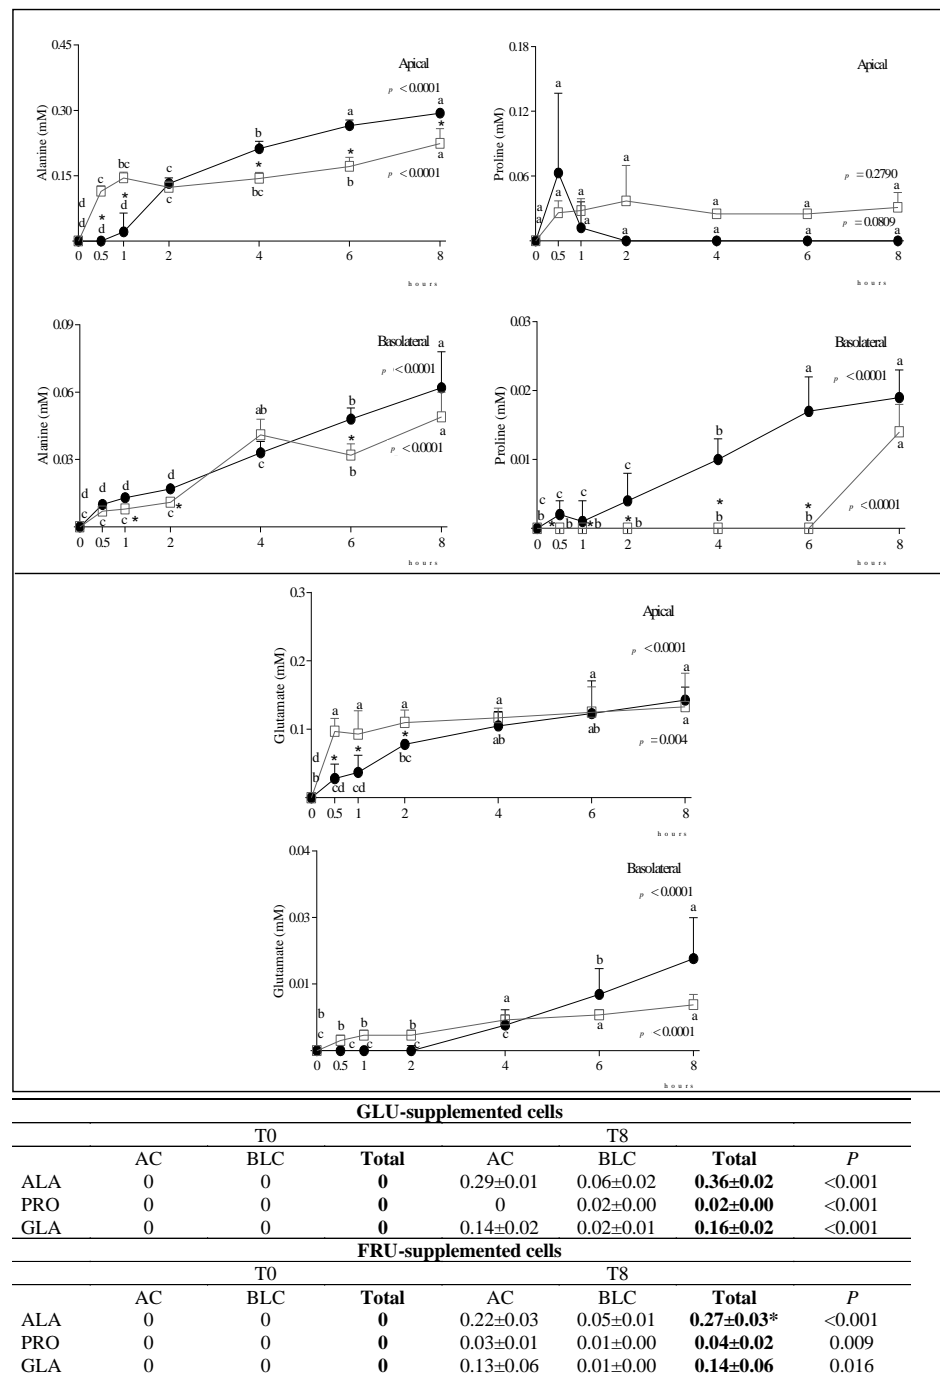 0.45
Apical
p <0.0001
0.30
Alanine (mM)
0.15
p <0.0001
d c bc c b a a
d * d * d c * bc * b * a
0 0.5 1 2 4 6 8
hours
0.18
Apical
0.12
Proline (mM)
0.06
p =0.2790
p =0.0809
a a a a a a a
a a a a a a a
0 0.5 1 2 4 6 8
hours
0.09
Basolateral
p <0.0001
0.06
Alanine (mM)
0.03
p <0.0001
d d d d ab b a
c c c * c * c * b a
0 0.5 1 2 4 6 8
hours
0.03
Basolateral
p <0.0001
0.02
Proline (mM)
0.01
p <0.0001
c c c c b a a
b * b * b * b * b * b a
0 0.5 1 2 4 6 8
hours
0.3
Apical
p <0.0001
0.2
Glutamate (mM)
0.1
p =0.004
d a a a a a a
b * cd * cd * bc ab ab a
0 0.5 1 2 4 6 8
hours
0.04
Basolateral
p <0.0001
0.03
Glutamate (mM)
0.01
p <0.0001
b b b b a b a
c c c c c a a
0 0.5 1 2 4 6 8
hours
GLU-supplemented cells
T0 T8
AC BLC Total AC BLC Total P
ALA 0 0 0 0.29±0.01 0.06±0.02 0.36±0.02 <0.001
PRO 0 0 0 0 0.02±0.00 0.02±0.00 <0.001
GLA 0 0 0 0.14±0.02 0.02±0.01 0.16±0.02 <0.001
FRU-supplemented cells
T0 T8
AC BLC Total AC BLC Total P
ALA 0 0 0 0.22±0.03 0.05±0.01 0.27±0.03* <0.001
PRO 0 0 0 0.03±0.01 0.01±0.00 0.04±0.02 0.009
GLA 0 0 0 0.13±0.06 0.01±0.00 0.14±0.06 0.016